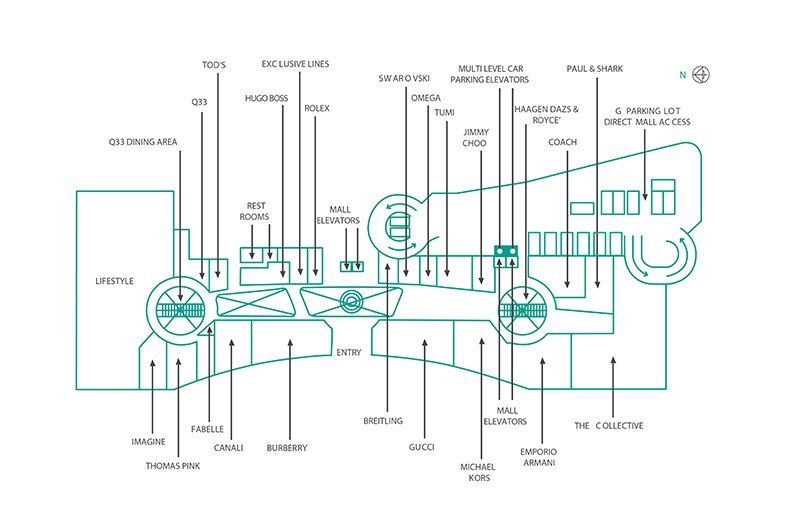 TOD'S
EXC LUSIVE LINES
MULTI LEVEL CAR
PARKING ELEVATORS
PAUL & SHARK
N
SW AR O VSKI
Q33
HUGO BOSS
ROLEX
OMEGA
TUMI
HAAGEN DAZS &
ROYCE'
G PARKING LO T
DIRECT MALL AC CESS
Q33 DINING AREA
JIMMY
CHOO
COACH
REST
ROOMS
MALL
ELEVATORS
LIFESTYLE
ENTRY
IMAGINE
THOMAS PINK
FABELLE
CANALI
BURBERRY
BREITLING
GUCCI
MICHAEL
KORS
MALL
ELEVATORS
EMPORIO
ARMANI
THE C OLLECTIVE